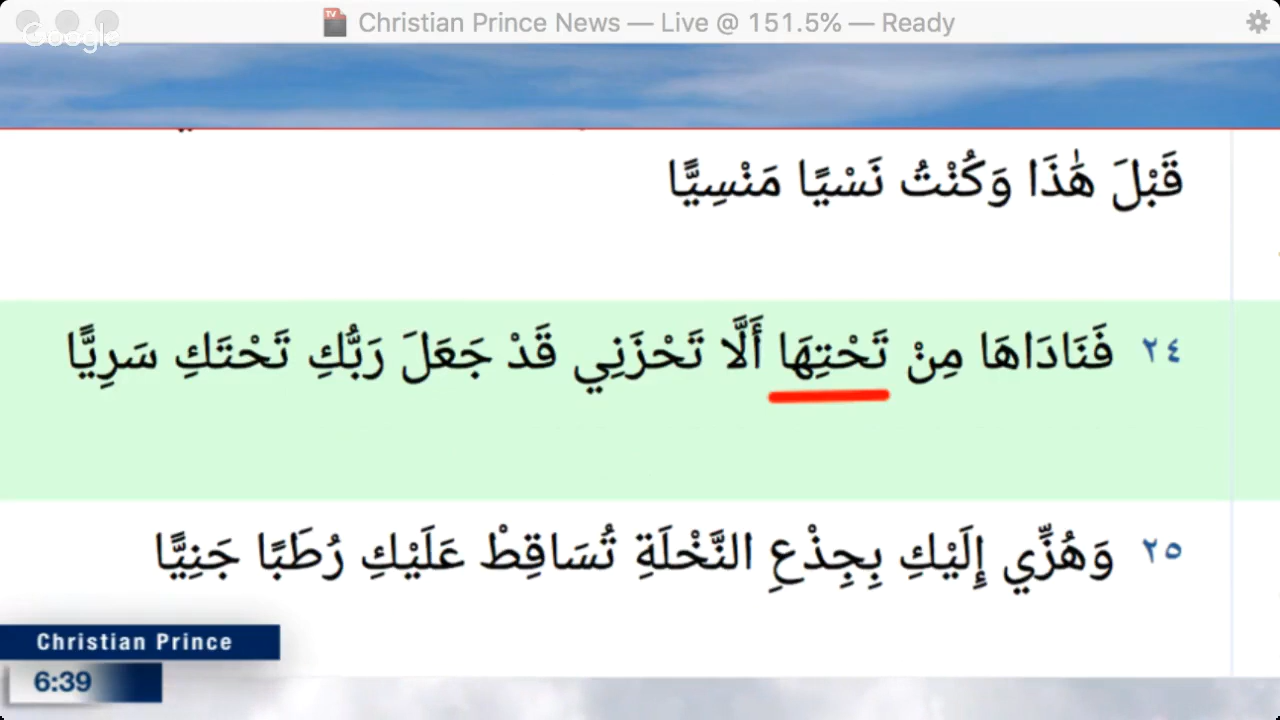 Christian Prince News — Live @ 151.5% — Ready
Google
قَبْلَ هَٰذَا وَكُنْتُ نَسْيًا مَنْسِيًّا
٢٤ فَنَادَاهَا مِنْ تَحْتِهَا أَلَّا تَحْزَنِي قَدْ جَعَلَ رَبُّكِ تَحْتَكِ سَرِيًّا
٢٥ وَهُزِّي إِلَيْكِ بِجِذْعِ النَّخْلَةِ تُسَاقِطْ عَلَيْكِ رُطَبًا جَنِيًّا
Christian Prince
6:39